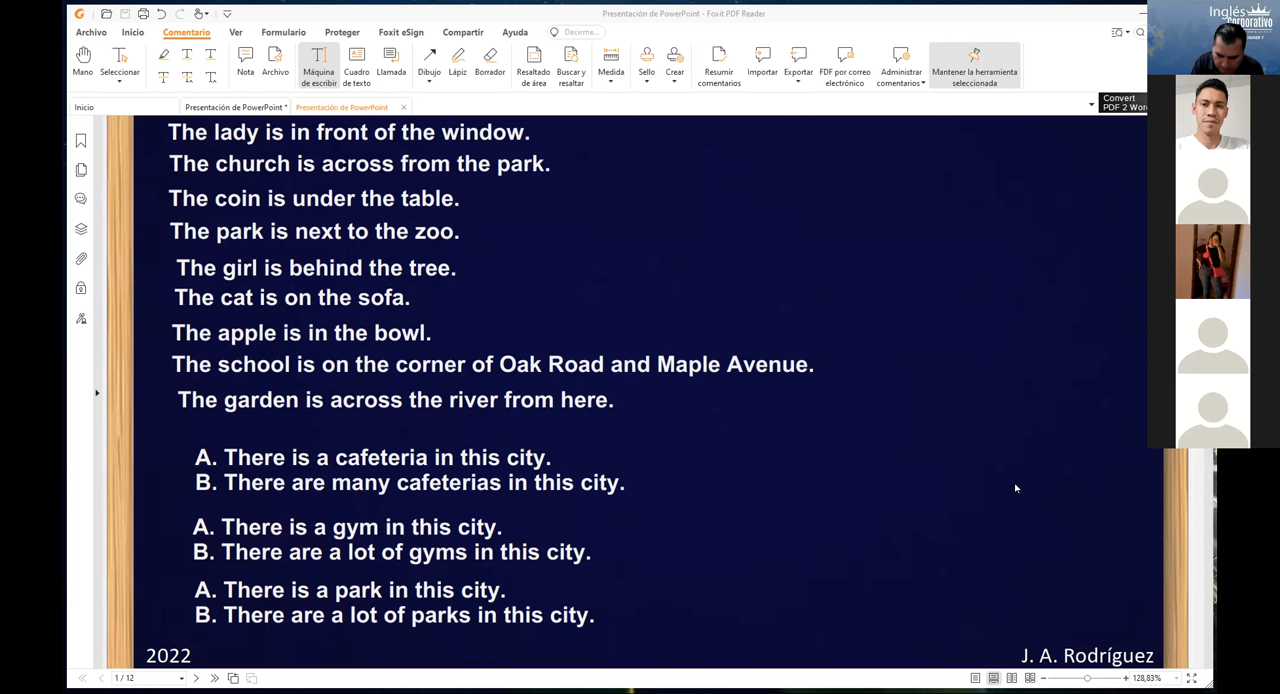 Presentación de PowerPoint - Foxit PDF Reader
Inglés
Corporativo
Archivo Inicio Comentario Ver Formulario Proteger Foxit eSign Compartir Ayuda Decirme...
Mano Seleccionar Nota Archivo Máquina de escribir Cuadro de texto Llamada Dibujo Lápiz Borrador Resaltado de área Buscar y resaltar Medida Sello Crear Resumir comentarios Importar Exportar FDF por correo electrónico Administrar comentarios Mantener la herramienta seleccionada
Inicio Presentación de PowerPoint * Presentación de PowerPoint
Convert
PDF 2 Word
The lady is in front of the window.
The church is across from the park.
The coin is under the table.
The park is next to the zoo.
The girl is behind the tree.
The cat is on the sofa.
The apple is in the bowl.
The school is on the corner of Oak Road and Maple Avenue.
The garden is across the river from here.
A. There is a cafeteria in this city.
B. There are many cafeterias in this city.
A. There is a gym in this city.
B. There are a lot of gyms in this city.
A. There is a park in this city.
B. There are a lot of parks in this city.
2022 J. A. Rodríguez
1 / 12 128,83%